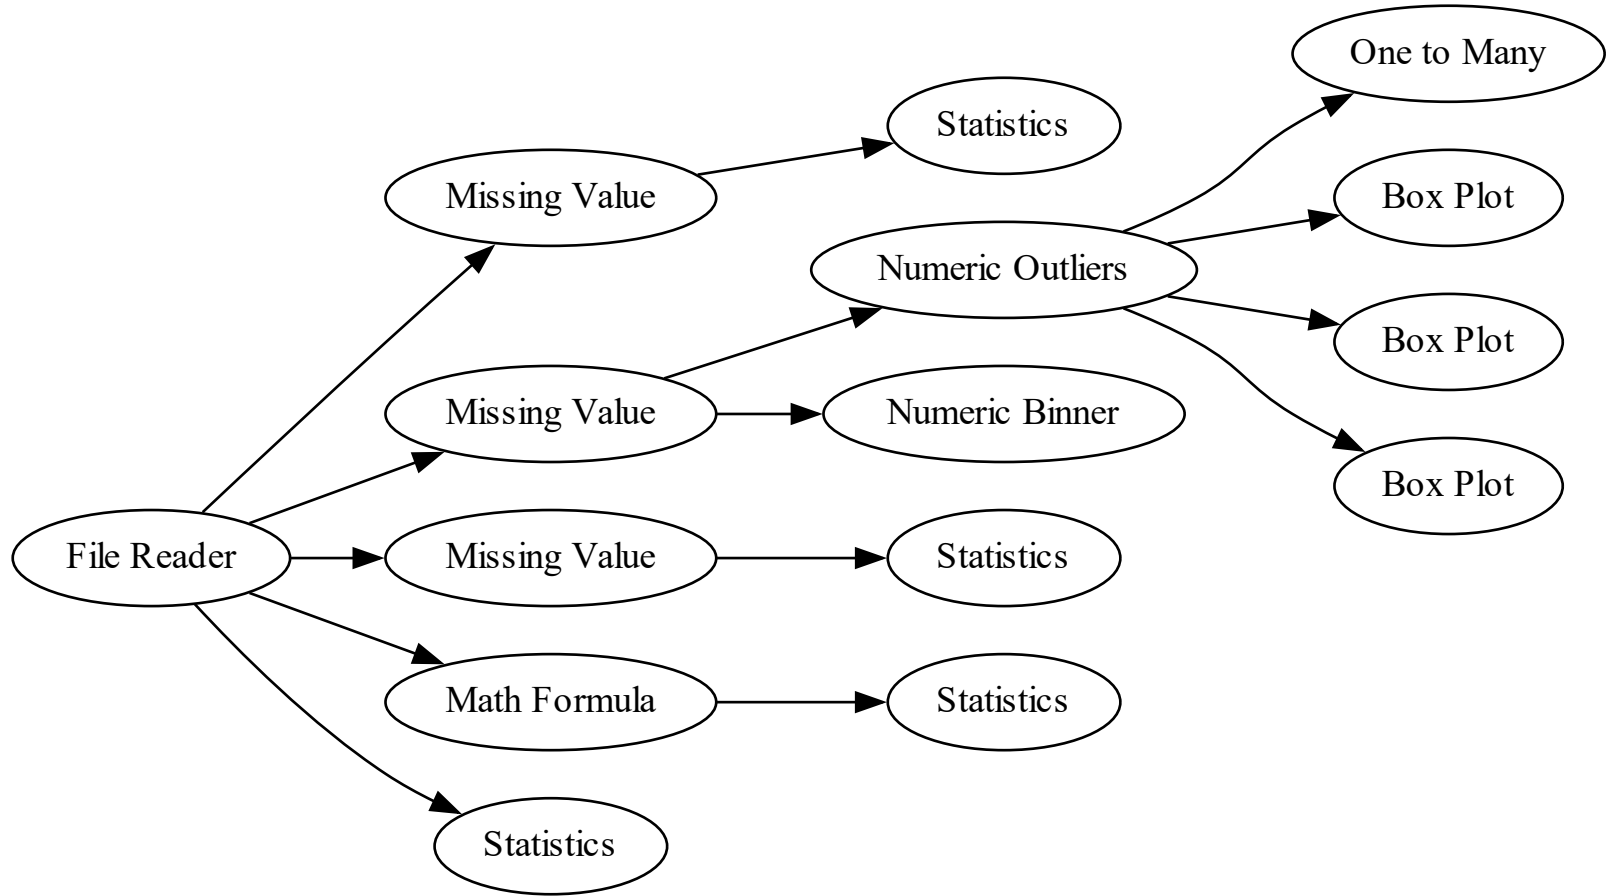 One to Many
Statistics
Missing Value
Box Plot
Numeric Outliers
Box Plot
Missing Value
Numeric Binner
Box Plot
File Reader
Missing Value
Statistics
Math Formula
Statistics
Statistics